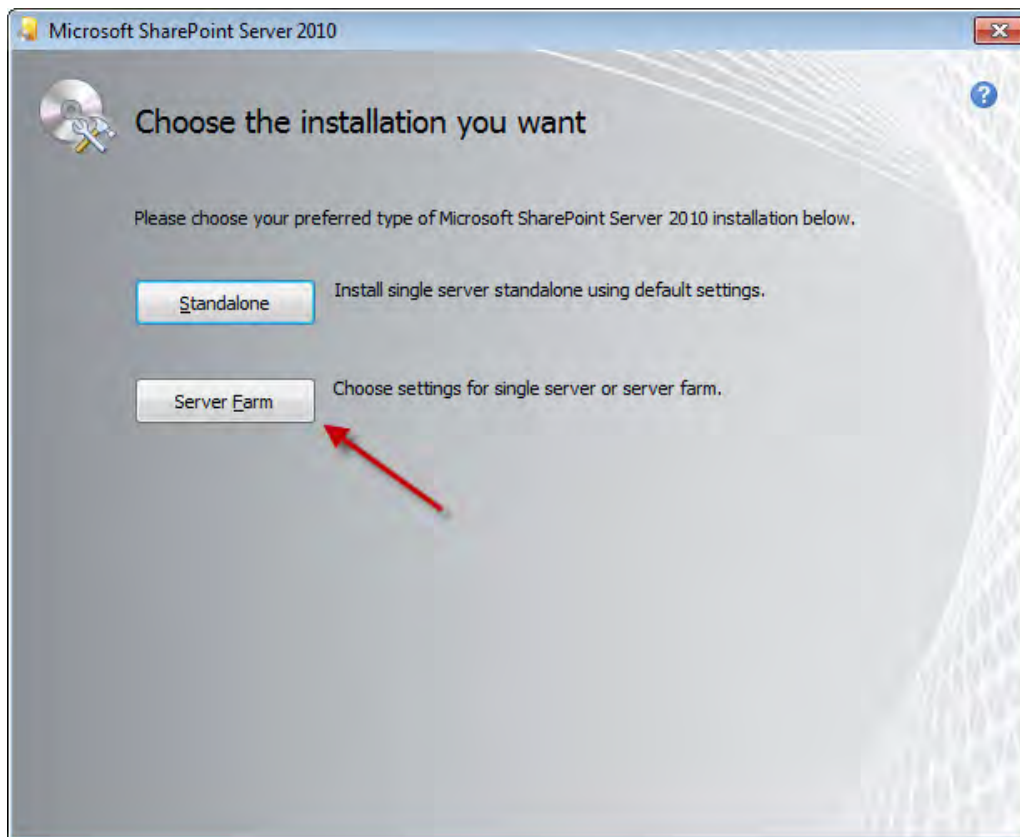 Microsoft SharePoint Server 2010
Choose the installation you want
Please choose your preferred type of Microsoft SharePoint Server 2010 installation below.
Standalone
Install single server standalone using default settings.
Server Farm
Choose settings for single server or server farm.